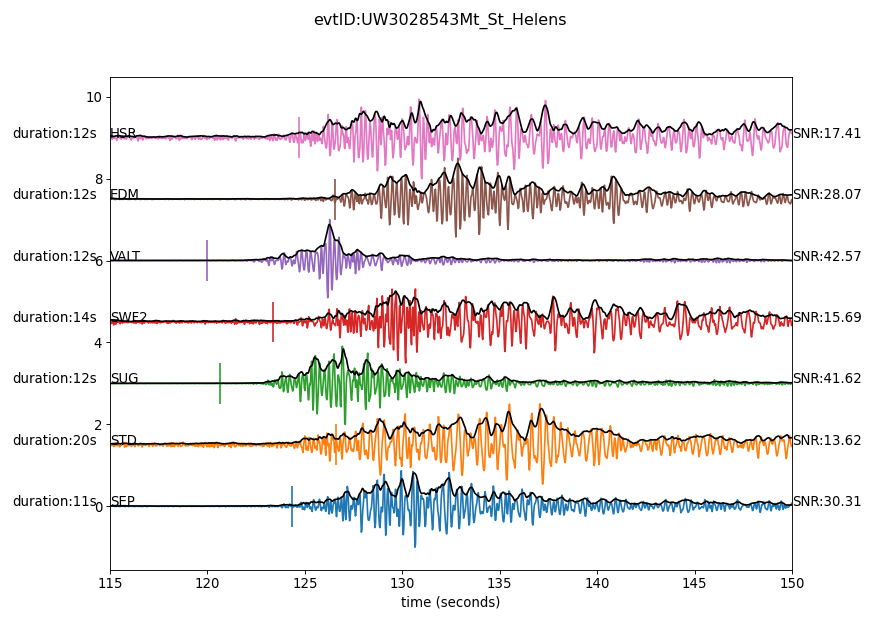 evtID:UW3028543Mt_St_Helens
10
duration:12s HSR SNR:17.41
8
duration:12s EDM SNR:28.07
duration:12s VALT SNR:42.57
6
duration:14s SWF2 SNR:15.69
4
duration:12s SUG SNR:41.62
2
duration:20s STD SNR:13.62
duration:11s SEP SNR:30.31
0
115 120 125 130 135 140 145 150
time (seconds)